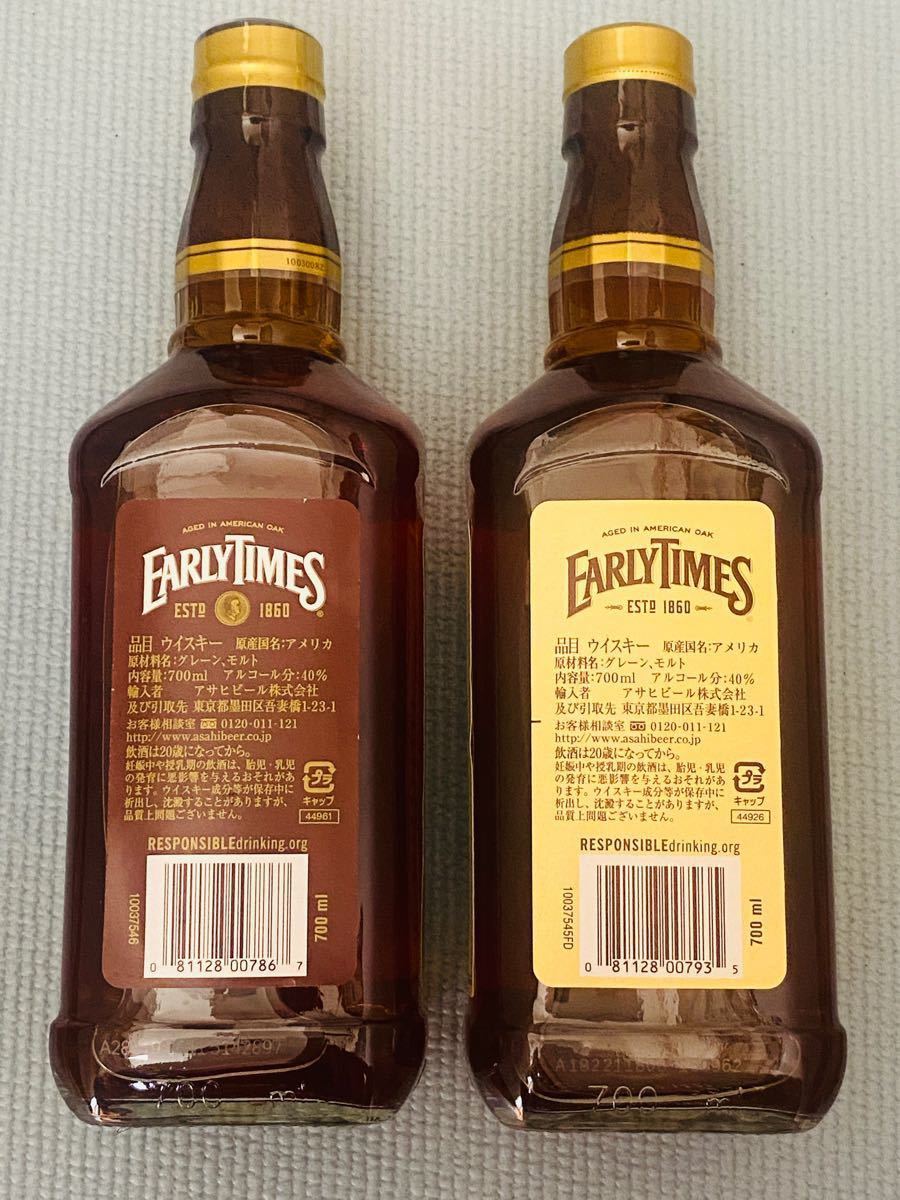 10030082
AGED IN AMERICAN OAK
EARLYTIMES
ESTD 1860
品目 ウイスキー 原産国名:アメリカ
原材料名:グレーン、モルト
内容量:700ml アルコール分:40%
輸入者 アサヒビール株式会社
及び引取先 東京都墨田区吾妻橋1-23-1
お客様相談室 0120-011-121
http://www.asahibeer.co.jp
飲酒は20歳になってから。
妊娠中や授乳期の飲酒は、胎児・乳児
の発育に悪影響を与えるおそれがあ
ります。ウイスキー成分等が保存中に
析出し、沈澱することがありますが、
品質上問題ございません。
プラ
キャップ
44961
RESPONSIBLEdrinking.org
10037546
700 ml
0 81128 00786 7
700 ml
AGED IN AMERICAN OAK
EARLYTIMES
ESTD 1860
品目 ウイスキー 原産国名:アメリカ
原材料名:グレーン、モルト
内容量:700ml アルコール分:40%
輸入者 アサヒビール株式会社
及び引取先 東京都墨田区吾妻橋1-23-1
お客様相談室 0120-011-121
http://www.asahibeer.co.jp
飲酒は20歳になってから。
妊娠中や授乳期の飲酒は、胎児・乳児
の発育に悪影響を与えるおそれがあ
ります。ウイスキー成分等が保存中に
析出し、沈澱することがありますが、
品質上問題ございません。
プラ
キャップ
44926
RESPONSIBLEdrinking.org
10037545FD
700 ml
0 81128 00793 5
700 ml